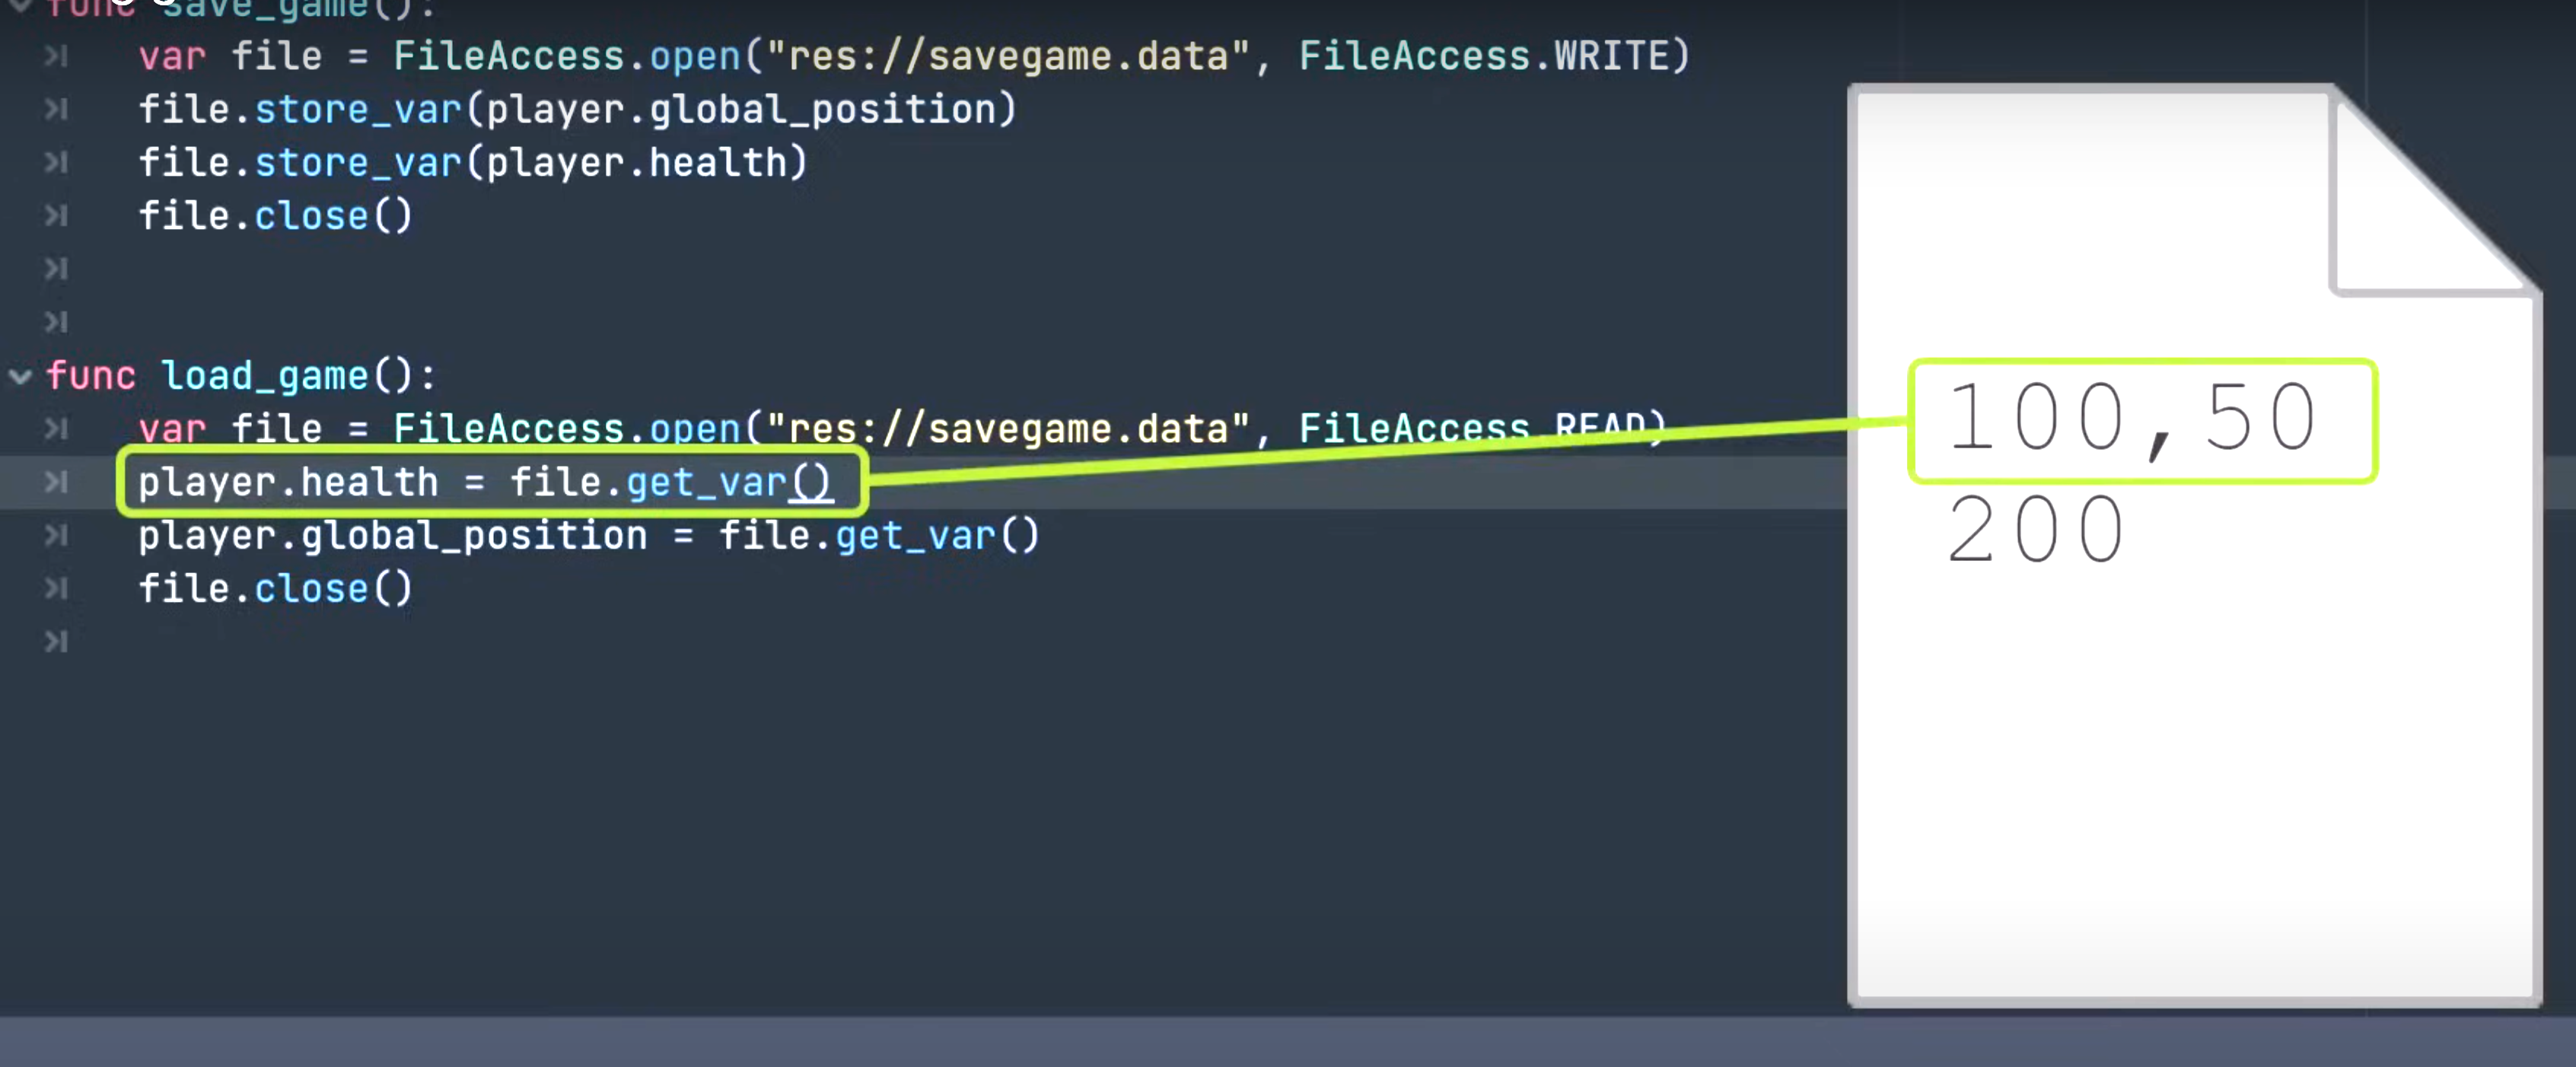 func save_game():
var file = FileAccess.open("res://savegame.data", FileAccess.WRITE)
file.store_var(player.global_position)
file.store_var(player.health)
file.close()
func load_game():
var file = FileAccess.open("res://savegame.data", FileAccess.READ)
player.health = file.get_var()
player.global_position = file.get_var()
file.close()
100,50
200